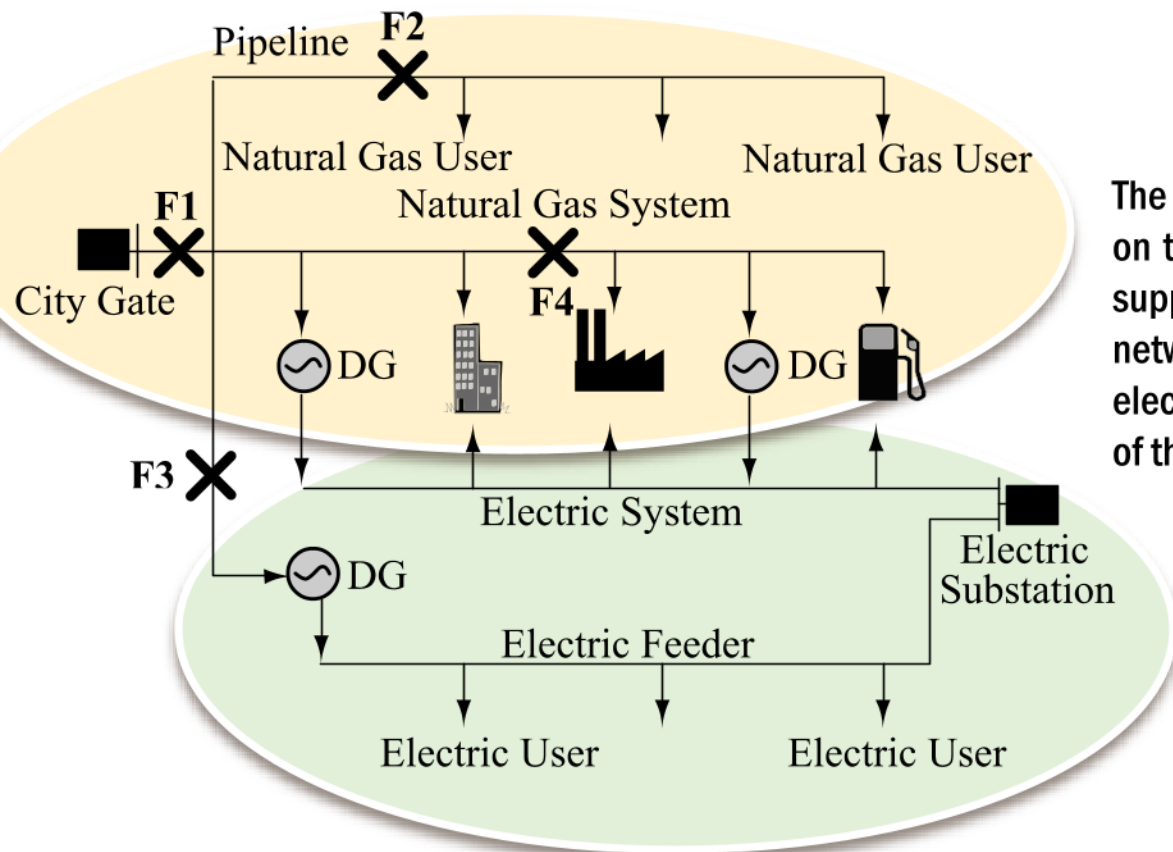 F2
Pipeline
Natural Gas User
Natural Gas User
Natural Gas System
F1
City Gate
F4
DG
DG
F3
Electric System
Electric
Substation
DG
Electric Feeder
Electric User
Electric User
The
on t
supp
netw
elec
of th